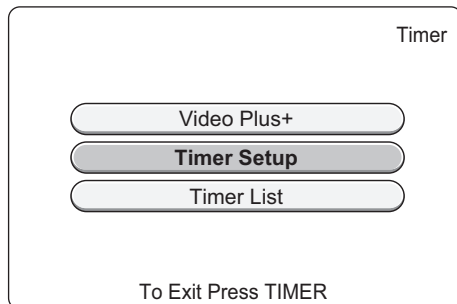 Timer
Video Plus+
Timer Setup
Timer List
To Exit Press TIMER